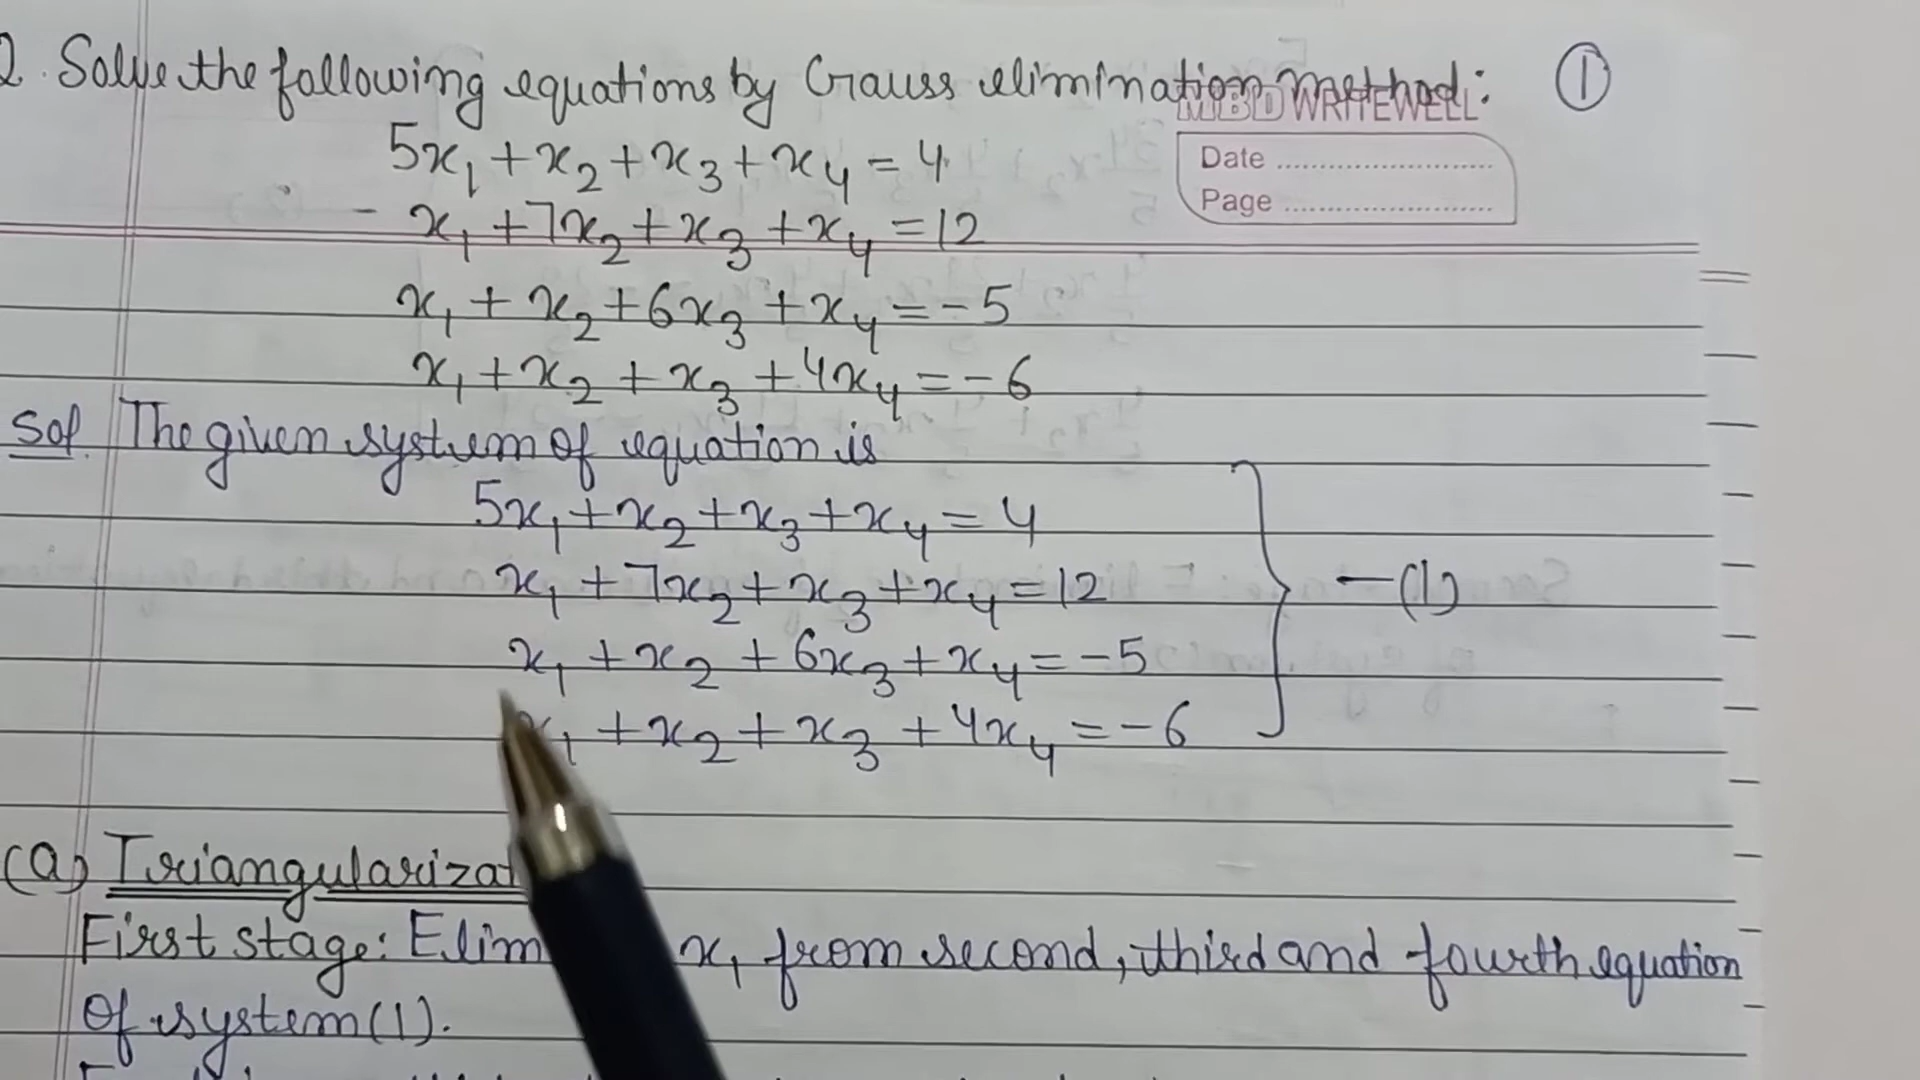 Q. Solve the following equations by Gauss elimination method: ①
MBD WRITEWELL
Date ............................
Page ............................
5x₁ + x₂ + x₃ + x₄ = 4
- x₁ + 7x₂ + x₃ + x₄ = 12
x₁ + x₂ + 6x₃ + x₄ = -5
x₁ + x₂ + x₃ + 4x₄ = -6
Sol. The given system of equation is
5x₁ + x₂ + x₃ + x₄ = 4
x₁ + 7x₂ + x₃ + x₄ = 12 —(1)
x₁ + x₂ + 6x₃ + x₄ = -5
x₁ + x₂ + x₃ + 4x₄ = -6
(a) Triangularizat
First stage: Elim x₁ from second, third and fourth equation
of system (1).